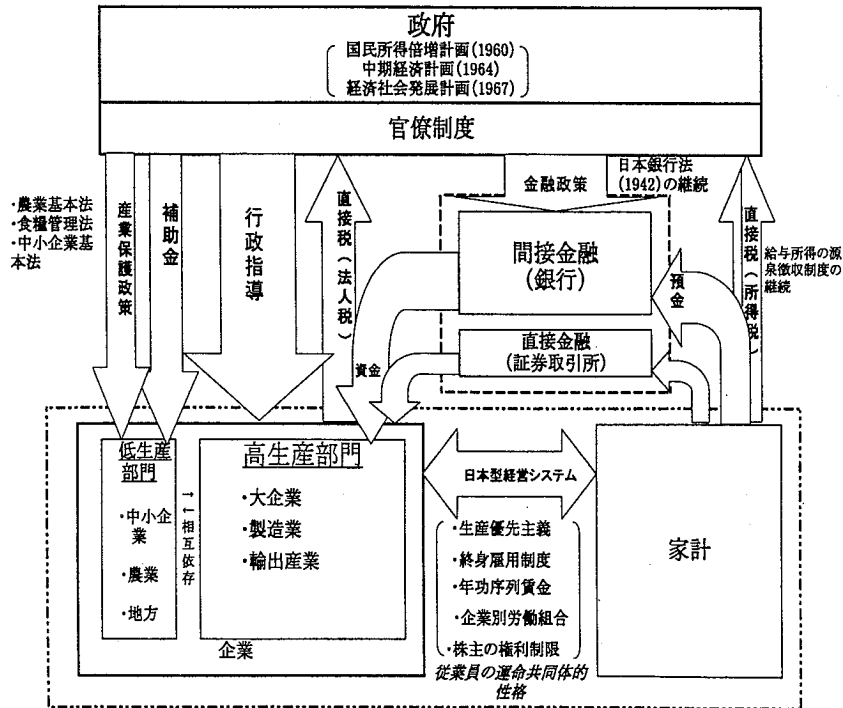 政府
国民所得倍増計画(1960)
中期経済計画(1964)
経済社会発展計画(1967)
官僚制度
・農業基本法
・食糧管理法
・中小企業基
本法
産業保護政策
補助金
行政指導
直接税(法人税)
金融政策
日本銀行法
(1942)の継続
間接金融
(銀行)
直接金融
(証券取引所)
資金
預金
直接税(所得税)
給与所得の源
泉徴収制度の
継続
低生産
部門
・中小企
業
・農業
・地方
→
←相互依存
高生産部門
・大企業
・製造業
・輸出産業
企業
日本型経営システム
・生産優先主義
・終身雇用制度
・年功序列賃金
・企業別労働組合
・株主の権利制限
従業員の運命共同体的
性格
家計